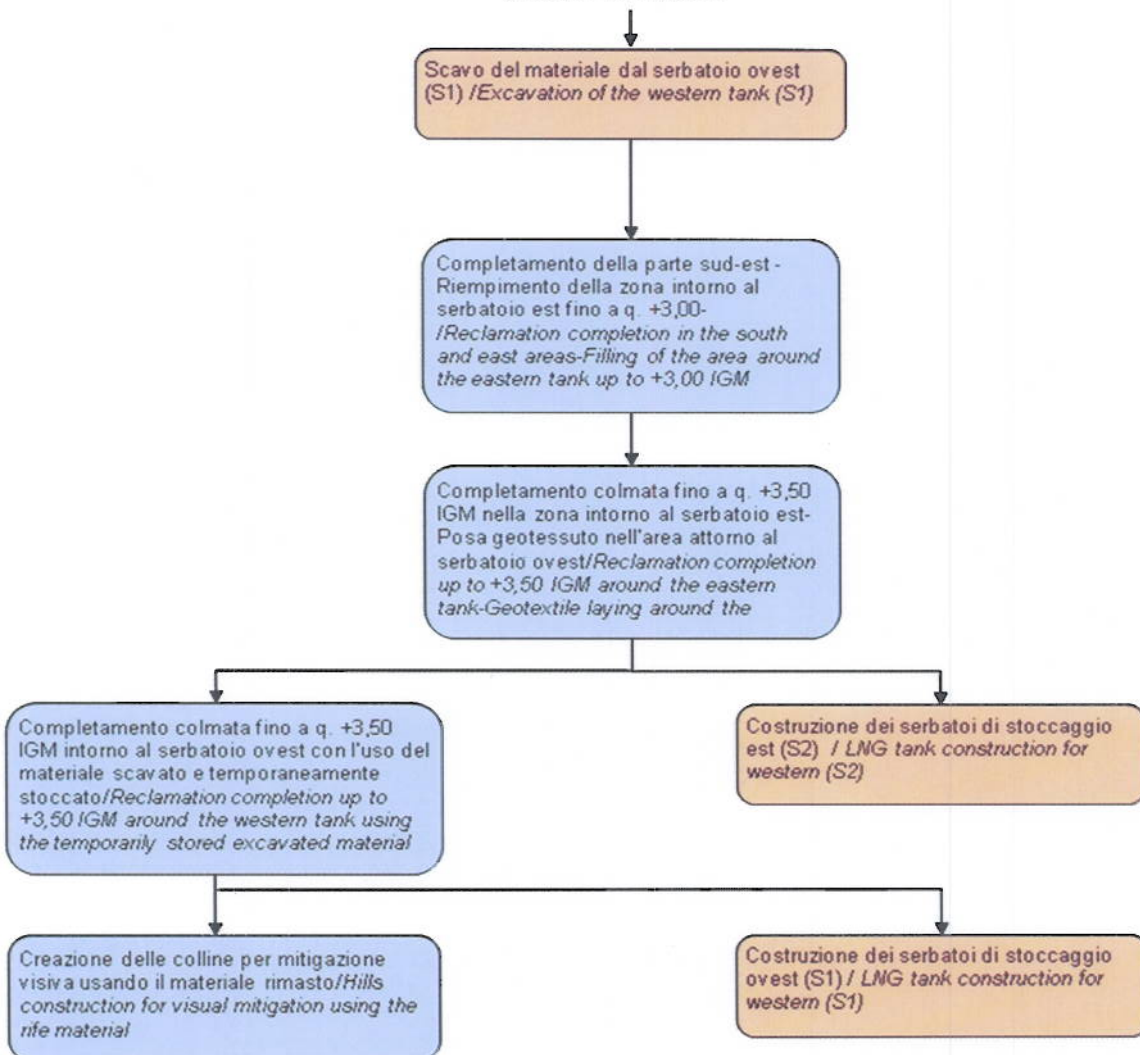 Scavo del materiale dal serbatoio ovest
(S1) /Excavation of the western tank (S1)
Completamento della parte sud-est -
Riempimento della zona intorno al
serbatoio est fino a q. +3,00-
/Reclamation completion in the south
and east areas-Filling of the area around
the eastern tank up to +3,00 IGM
Completamento colmata fino a q. +3,50
IGM nella zona intorno al serbatoio est-
Posa geotessuto nell'area attorno al
serbatoio ovest/Reclamation completion
up to +3,50 IGM around the eastern
tank-Geotextile laying around the
Completamento colmata fino a q. +3,50
IGM intorno al serbatoio ovest con l'uso del
materiale scavato e temporaneamente
stoccato/Reclamation completion up to
+3,50 IGM around the western tank using
the temporarily stored excavated material
Costruzione dei serbatoi di stoccaggio
est (S2) / LNG tank construction for
western (S2)
Creazione delle colline per mitigazione
visiva usando il materiale rimasto/Hills
construction for visual mitigation using the
rife material
Costruzione dei serbatoi di stoccaggio
ovest (S1) / LNG tank construction for
western (S1)